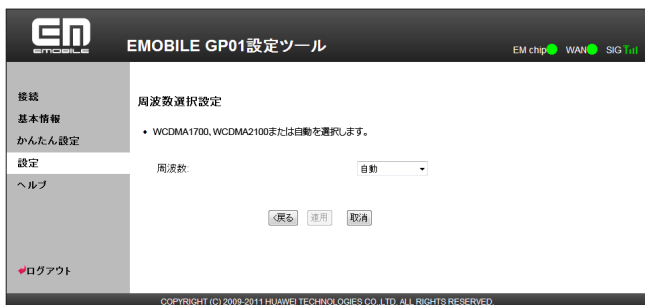 EM
EMOBILE
EMOBILE GP01設定ツール
EM chip WAN SIG
接続
基本情報
かんたん設定
設定
ヘルプ
ログアウト
周波数選択設定
• WCDMA1700、WCDMA2100または自動を選択します。
周波数: 自動
<戻る 適用 取消
COPYRIGHT (C) 2009-2011 HUAWEI TECHNOLOGIES CO.,LTD. ALL RIGHTS RESERVED.